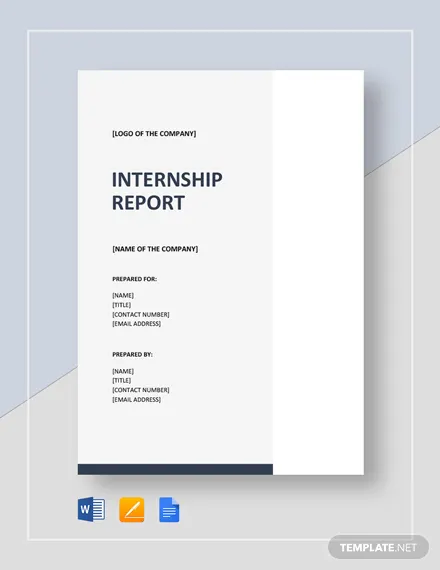 [LOGO OF THE COMPANY]
INTERNSHIP
REPORT
[NAME OF THE COMPANY]
PREPARED FOR:
[NAME]
[TITLE]
[CONTACT NUMBER]
[EMAIL ADDRESS]
PREPARED BY:
[NAME]
[TITLE]
[CONTACT NUMBER]
[EMAIL ADDRESS]
W
TEMPLATE.NET